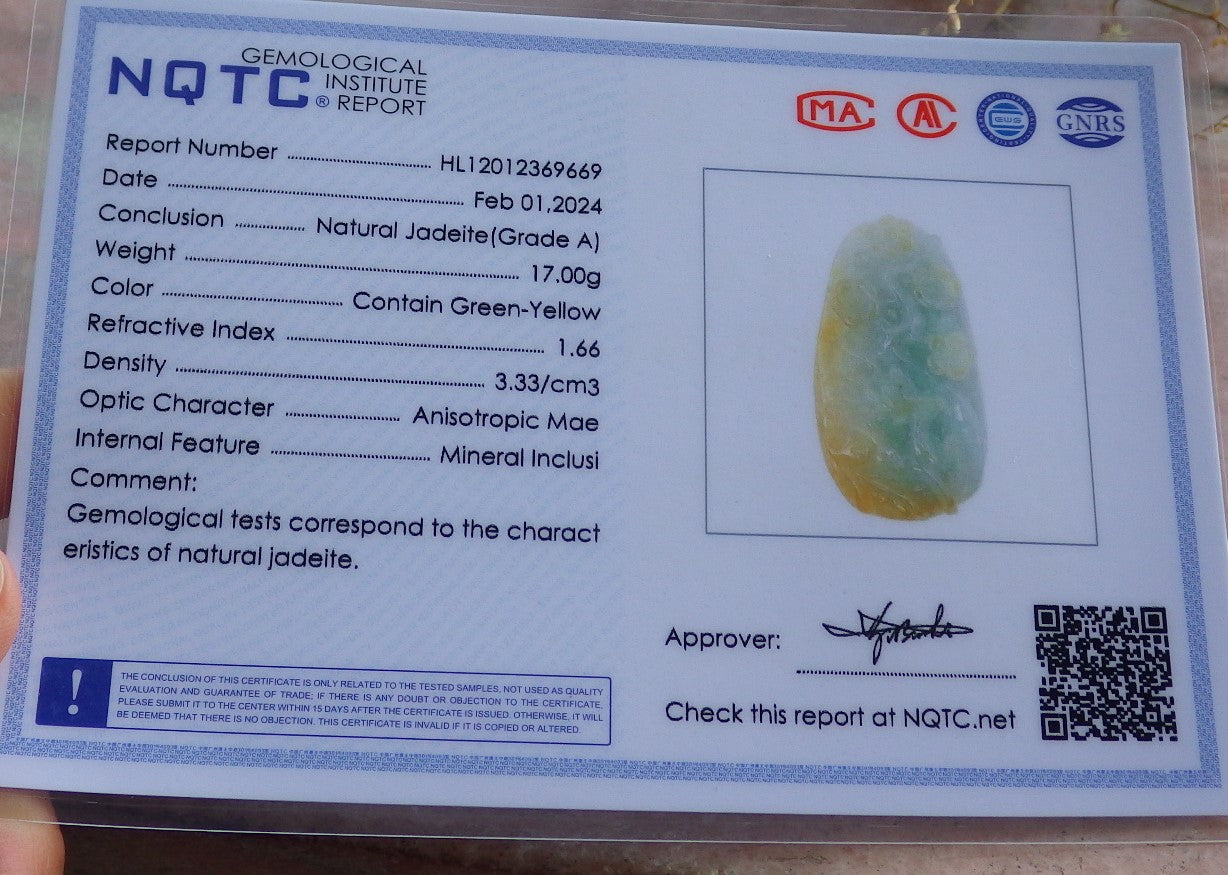 NQTC ® GEMOLOGICAL
INSTITUTE
REPORT
MA
GNRS
Report Number ........ HL12012369669
Date ........ Feb 01,2024
Conclusion ........ Natural Jadeite(Grade A)
Weight ........ 17.00g
Color ........ Contain Green-Yellow
Refractive Index ........ 1.66
Density ........ 3.33/cm3
Optic Character ........ Anisotropic Mae
Internal Feature ........ Mineral Inclusi
Comment:
Gemological tests correspond to the charact
eristics of natural jadeite.
! THE CONCLUSION OF THIS CERTIFICATE IS ONLY RELATED TO THE TESTED SAMPLES, NOT USED AS QUALITY
EVALUATION AND GUARANTEE OF TRADE; IF THERE IS ANY DOUBT OR OBJECTION TO THE CERTIFICATE,
PLEASE SUBMIT IT TO THE CENTER WITHIN 15 DAYS AFTER THE CERTIFICATE IS ISSUED. OTHERWISE, IT WILL
BE DEEMED THAT THERE IS NO OBJECTION. THIS CERTIFICATE IS INVALID IF IT IS COPIED OR ALTERED.
Approver:
Check this report at NQTC.net